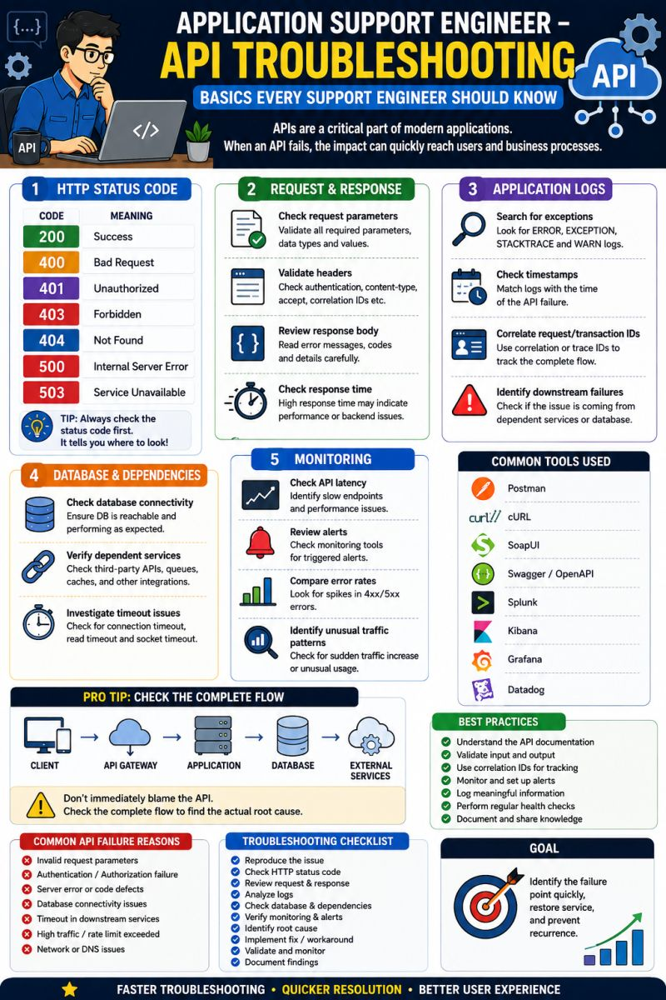 {...}
APPLICATION SUPPORT ENGINEER –
API TROUBLESHOOTING
BASICS EVERY SUPPORT ENGINEER SHOULD KNOW
APIs are a critical part of modern applications.
When an API fails, the impact can quickly reach users and business processes.
API
</>
API
1 HTTP STATUS CODE
CODE MEANING
200 Success
400 Bad Request
401 Unauthorized
403 Forbidden
404 Not Found
500 Internal Server Error
503 Service Unavailable
TIP: Always check the
status code first.
It tells you where to look!
2 REQUEST & RESPONSE
Check request parameters
Validate all required parameters,
data types and values.
Validate headers
Check authentication, content-type,
accept, correlation IDs etc.
{ }
Review response body
Read error messages, codes
and details carefully.
Check response time
High response time may indicate
performance or backend issues.
3 APPLICATION LOGS
Search for exceptions
Look for ERROR, EXCEPTION,
STACKTRACE and WARN logs.
Check timestamps
Match logs with the time
of the API failure.
Correlate request/transaction IDs
Use correlation or trace IDs to
track the complete flow.
Identify downstream failures
Check if the issue is coming from
dependent services or database.
4 DATABASE & DEPENDENCIES
Check database connectivity
Ensure DB is reachable and
performing as expected.
Verify dependent services
Check third-party APIs, queues,
caches, and other integrations.
Investigate timeout issues
Check for connection timeout,
read timeout and socket timeout.
5 MONITORING
Check API latency
Identify slow endpoints
and performance issues.
Review alerts
Check monitoring tools
for triggered alerts.
Compare error rates
Look for spikes in 4xx/5xx
errors.
Identify unusual traffic
patterns
Check for sudden traffic increase
or unusual usage.
COMMON TOOLS USED
Postman
curl:// cURL
SoapUI
Swagger / OpenAPI
Splunk
Kibana
Grafana
Datadog
PRO TIP: CHECK THE COMPLETE FLOW
CLIENT
API GATEWAY
APPLICATION
DATABASE
EXTERNAL
SERVICES
Don't immediately blame the API.
Check the complete flow to find the actual root cause.
BEST PRACTICES
Understand the API documentation
Validate input and output
Use correlation IDs for tracking
Monitor and set up alerts
Log meaningful information
Perform regular health checks
Document and share knowledge
COMMON API FAILURE REASONS
Invalid request parameters
Authentication / Authorization failure
Server error or code defects
Database connectivity issues
Timeout in downstream services
High traffic / rate limit exceeded
Network or DNS issues
TROUBLESHOOTING CHECKLIST
Reproduce the issue
Check HTTP status code
Review request & response
Analyze logs
Check database & dependencies
Verify monitoring & alerts
Identify root cause
Implement fix / workaround
Validate and monitor
Document findings
GOAL
Identify the failure
point quickly,
restore service,
and prevent
recurrence.
FASTER TROUBLESHOOTING • QUICKER RESOLUTION • BETTER USER EXPERIENCE